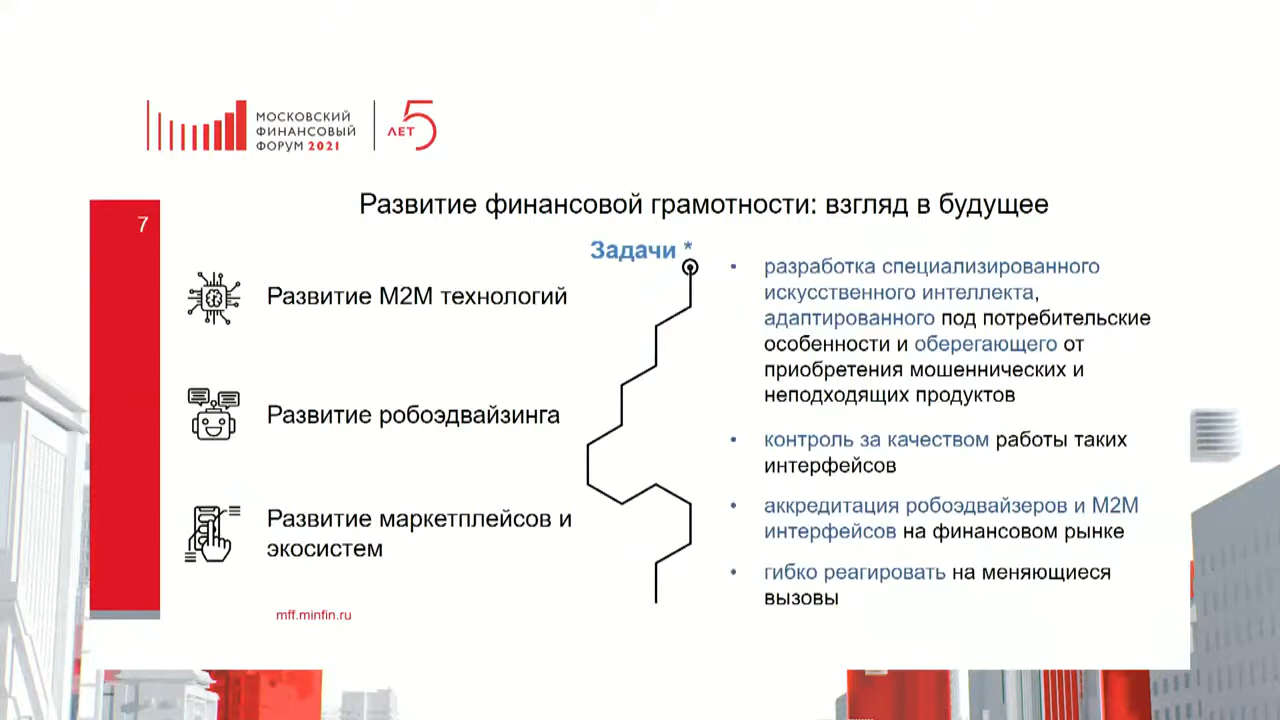 МОСКОВСКИЙ
ФИНАНСОВЫЙ
ФОРУМ 2021
5 ЛЕТ
7
Развитие финансовой грамотности: взгляд в будущее
Задачи *
Развитие М2М технологий
Развитие робоэдвайзинга
Развитие маркетплейсов и
экосистем
• разработка специализированного
искусственного интеллекта,
адаптированного под потребительские
особенности и оберегающего от
приобретения мошеннических и
неподходящих продуктов
• контроль за качеством работы таких
интерфейсов
• аккредитация робоэдвайзеров и М2М
интерфейсов на финансовом рынке
• гибко реагировать на меняющиеся
вызовы
mff.minfin.ru